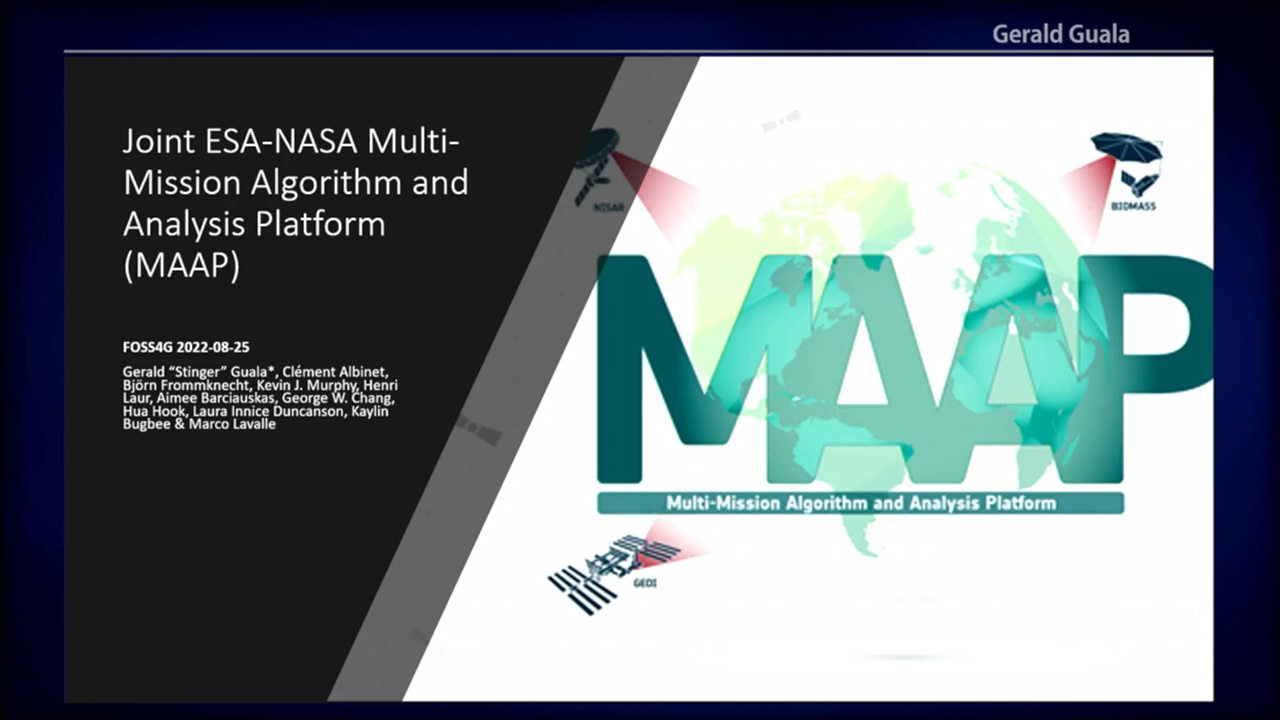 Gerald Guala
Joint ESA-NASA Multi-
Mission Algorithm and
Analysis Platform
(MAAP)
FOSS4G 2022-08-25
Gerald “Stinger” Guala*, Clément Albinet,
Björn Frommknecht, Kevin J. Murphy, Henri
Laur, Aimee Barciauskas, George W. Chang,
Hua Hook, Laura Innice Duncanson, Kaylin
Bugbee & Marco Lavalle
NISAR
BIOMASS
MAAP
Multi-Mission Algorithm and Analysis Platform
GEDI